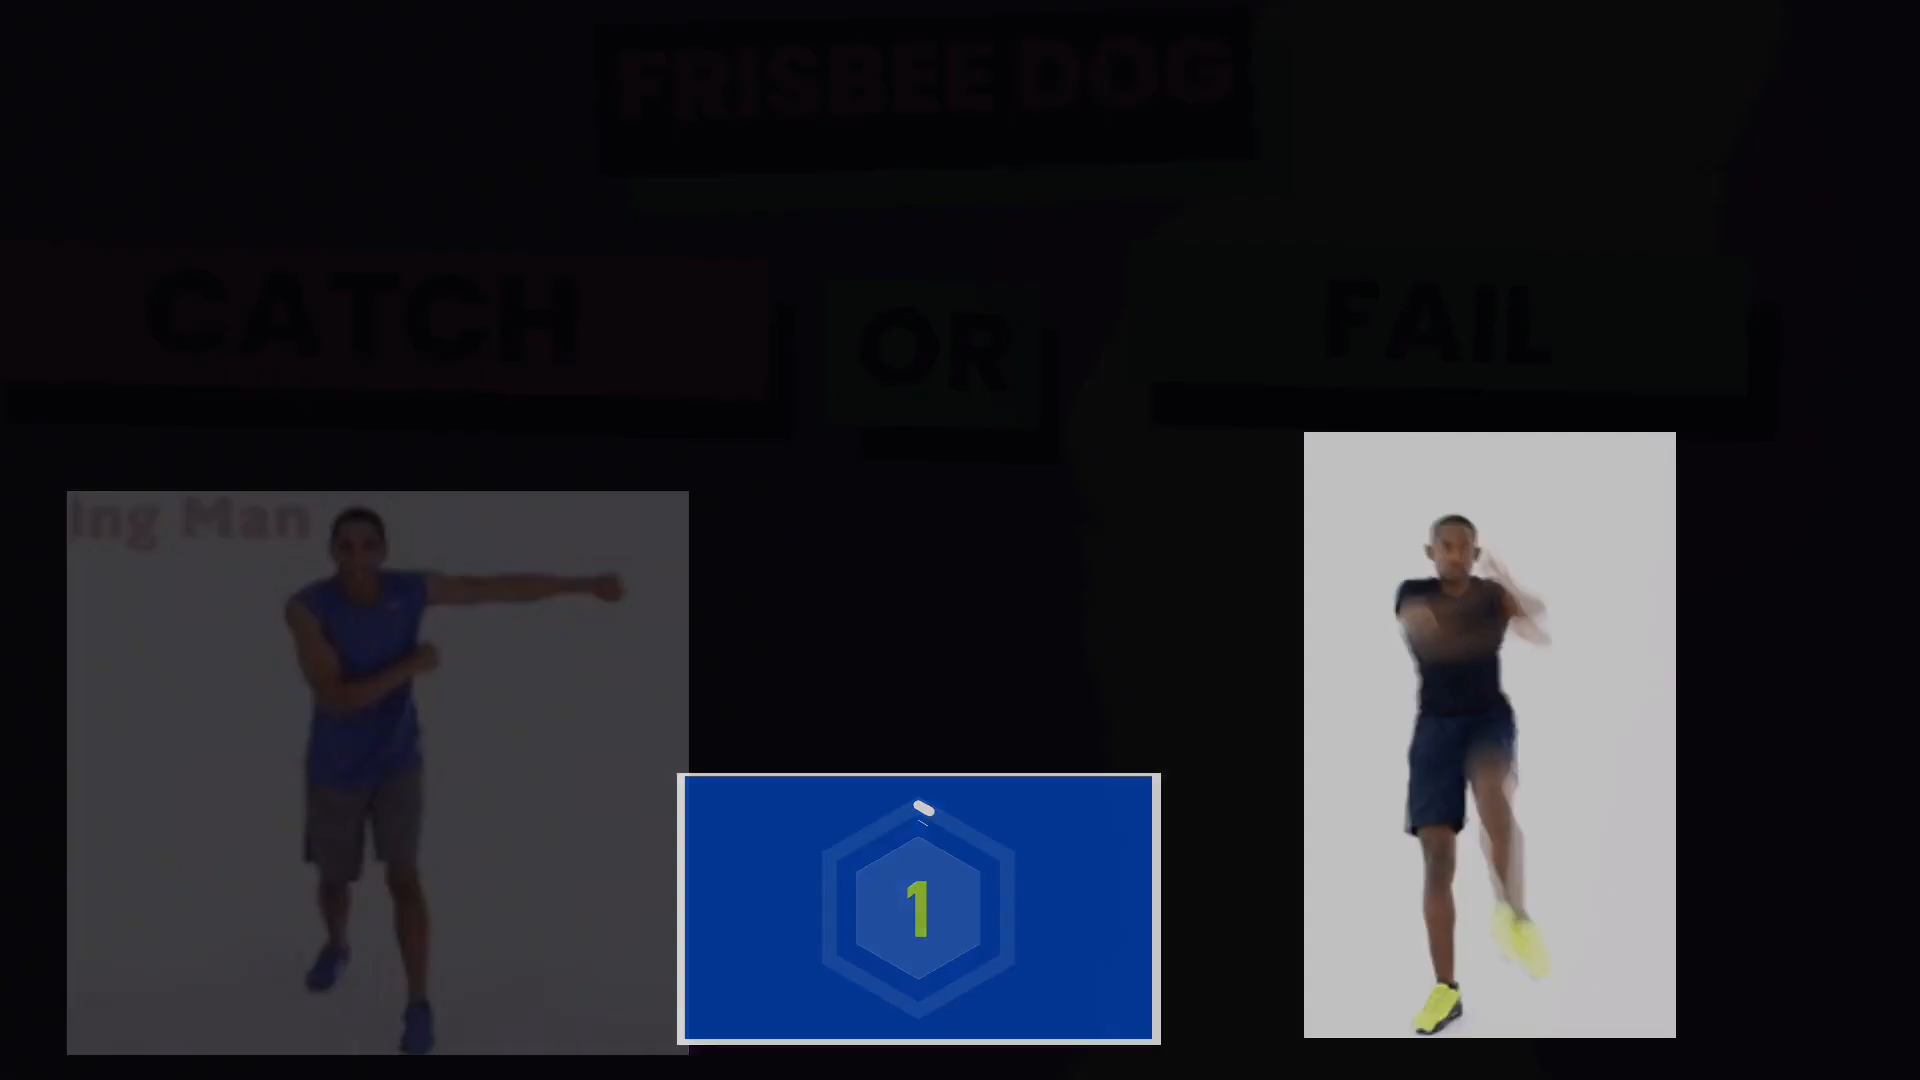 FRISBEE DOG
CATCH
OR
FAIL
ing Man
1